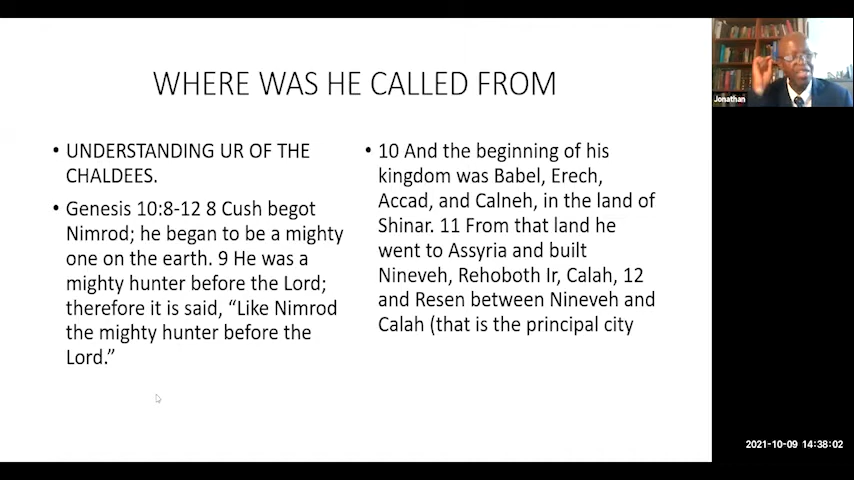 WHERE WAS HE CALLED FROM
• UNDERSTANDING UR OF THE
CHALDEES.
• Genesis 10:8-12 8 Cush begot
Nimrod; he began to be a mighty
one on the earth. 9 He was a
mighty hunter before the Lord;
therefore it is said, “Like Nimrod
the mighty hunter before the
Lord.”
• 10 And the beginning of his
kingdom was Babel, Erech,
Accad, and Calneh, in the land of
Shinar. 11 From that land he
went to Assyria and built
Nineveh, Rehoboth Ir, Calah, 12
and Resen between Nineveh and
Calah (that is the principal city
Jonathan
2021-10-09 14:38:02